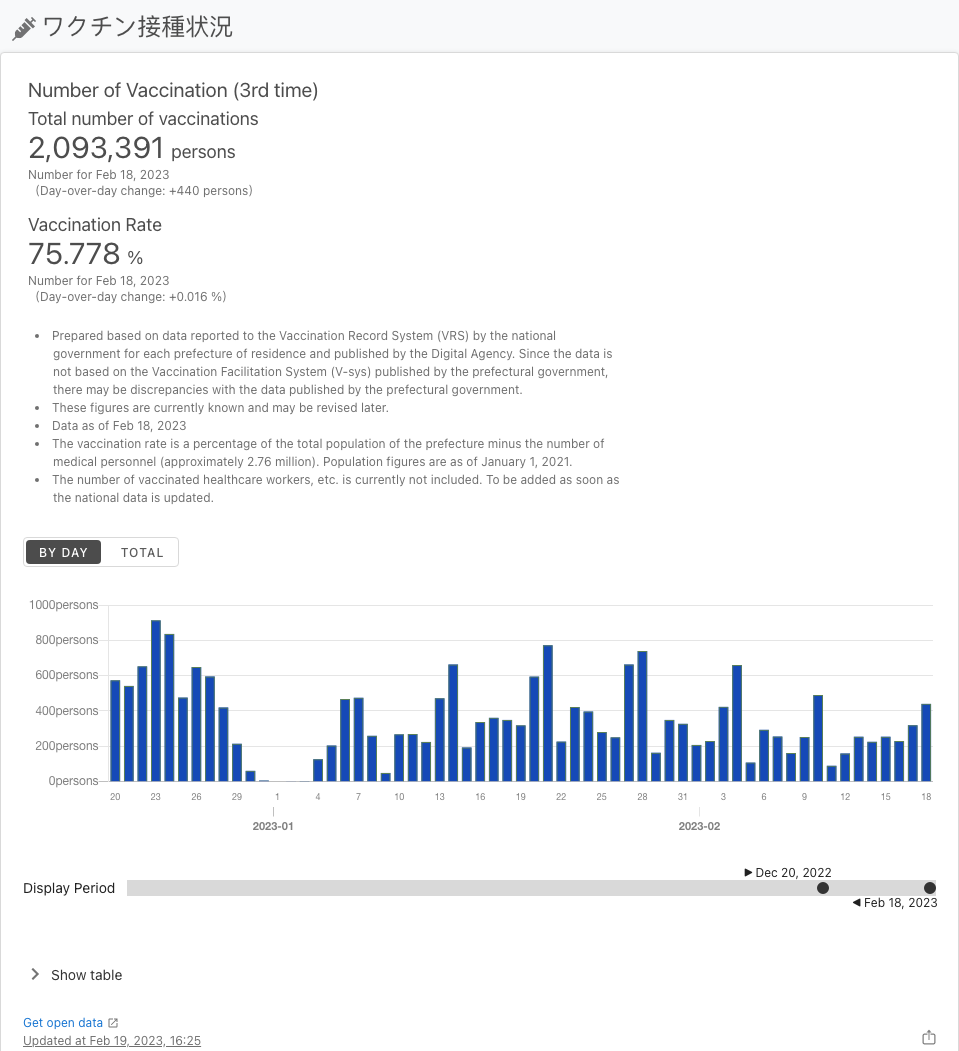 ワクチン接種状況
Number of Vaccination (3rd time)
Total number of vaccinations
2,093,391 persons
Number for Feb 18, 2023
(Day-over-day change: +440 persons)
Vaccination Rate
75.778 %
Number for Feb 18, 2023
(Day-over-day change: +0.016 %)
• Prepared based on data reported to the Vaccination Record System (VRS) by the national
government for each prefecture of residence and published by the Digital Agency. Since the data is
not based on the Vaccination Facilitation System (V-sys) published by the prefectural government,
there may be discrepancies with the data published by the prefectural government.
• These figures are currently known and may be revised later.
• Data as of Feb 18, 2023
• The vaccination rate is a percentage of the total population of the prefecture minus the number of
medical personnel (approximately 2.76 million). Population figures are as of January 1, 2021.
• The number of vaccinated healthcare workers, etc. is currently not included. To be added as soon as
the national data is updated.
BY DAY TOTAL
1000persons
800persons
600persons
400persons
200persons
0persons
20 23 26 29 1 4 7 10 13 16 19 22 25 28 31 3 6 9 12 15 18
2023-01 2023-02
Dec 20, 2022
Display Period
Feb 18, 2023
Show table
Get open data
Updated at Feb 19, 2023, 16:25